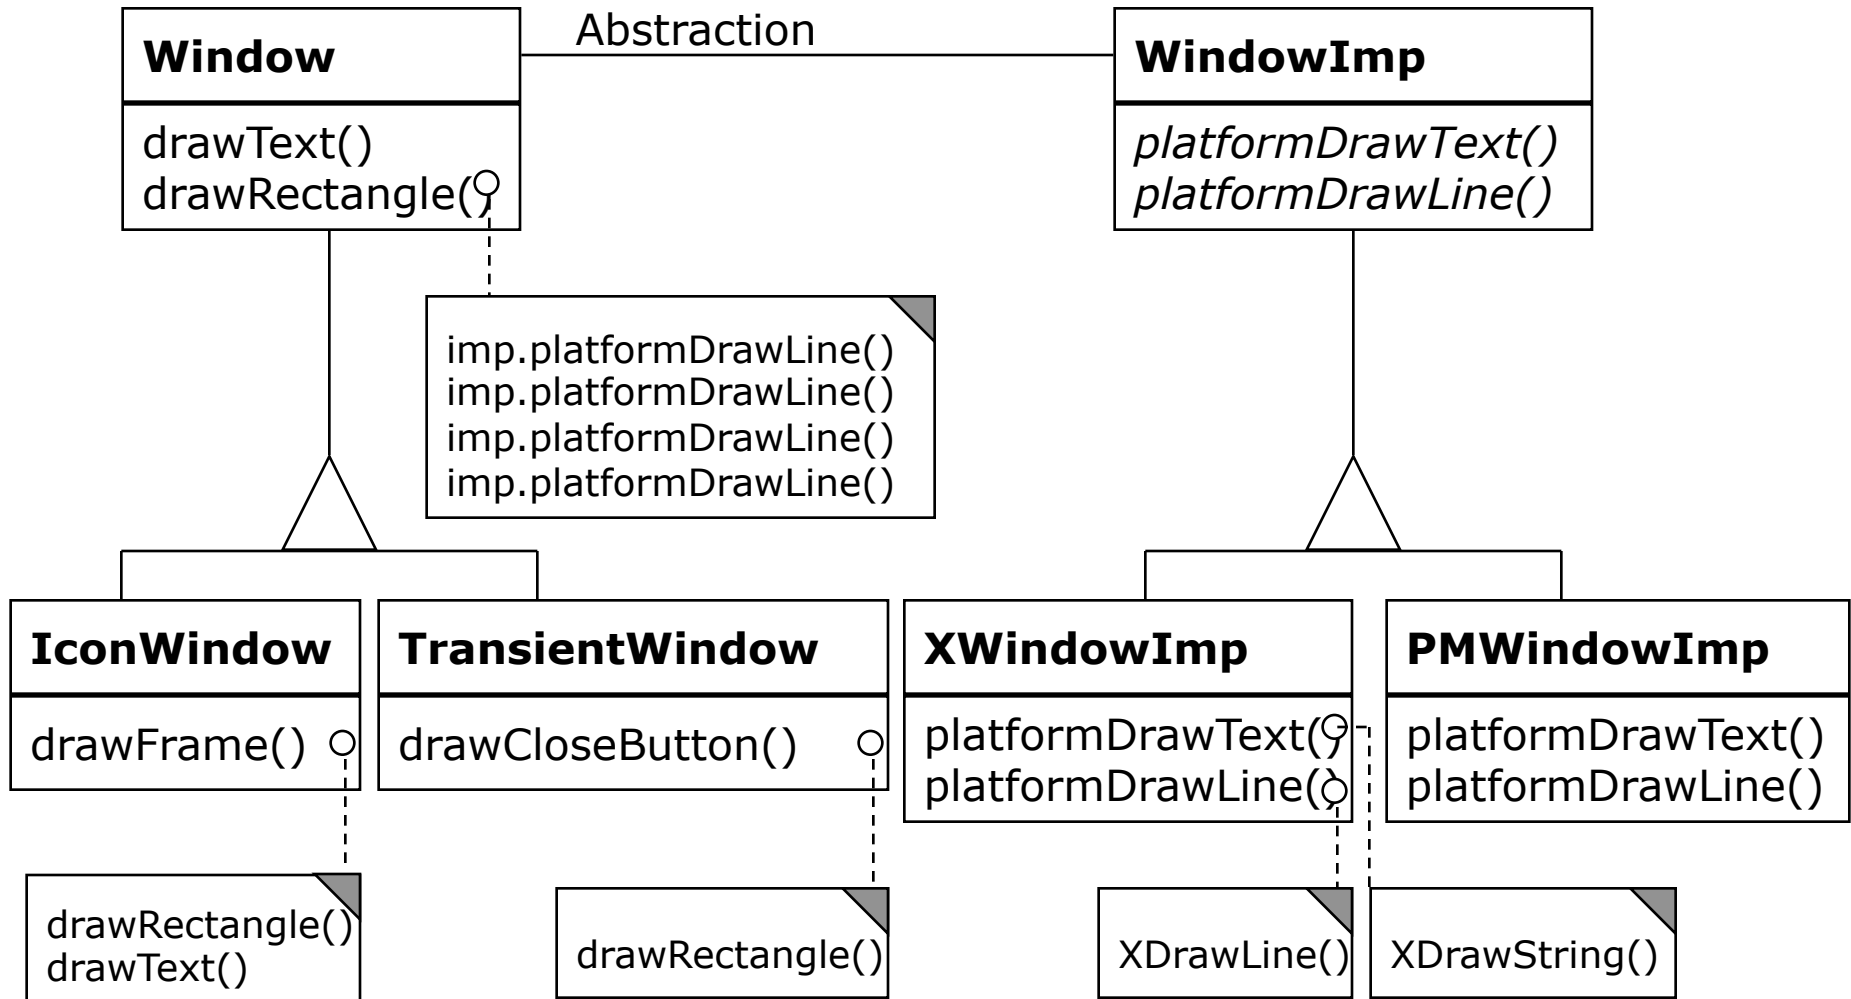 Abstraction
Window
drawText()
drawRectangle()
WindowImp
platformDrawText()
platformDrawLine()
imp.platformDrawLine()
imp.platformDrawLine()
imp.platformDrawLine()
imp.platformDrawLine()
IconWindow
drawFrame()
TransientWindow
drawCloseButton()
XWindowImp
platformDrawText()
platformDrawLine()
PMWindowImp
platformDrawText()
platformDrawLine()
drawRectangle()
drawText()
drawRectangle()
XDrawLine()
XDrawString()